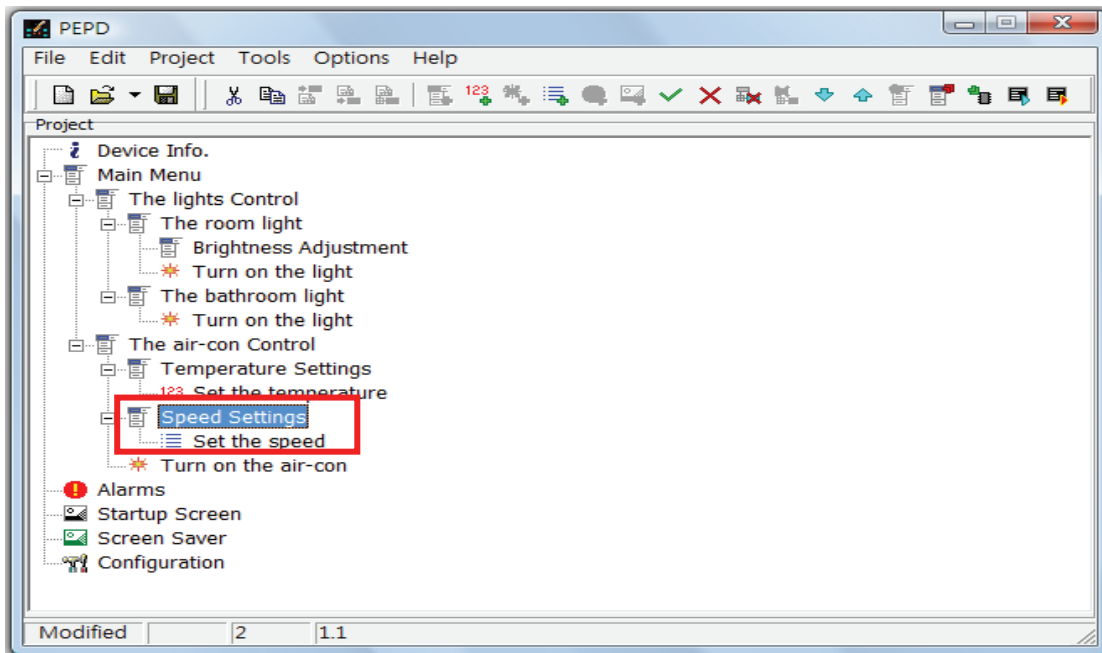 PEPD
File Edit Project Tools Options Help
123
Project
Device Info.
Main Menu
The lights Control
The room light
Brightness Adjustment
Turn on the light
The bathroom light
Turn on the light
The air-con Control
Temperature Settings
123 Set the temperature
Speed Settings
Set the speed
Turn on the air-con
Alarms
Startup Screen
Screen Saver
Configuration
Modified 2 1.1